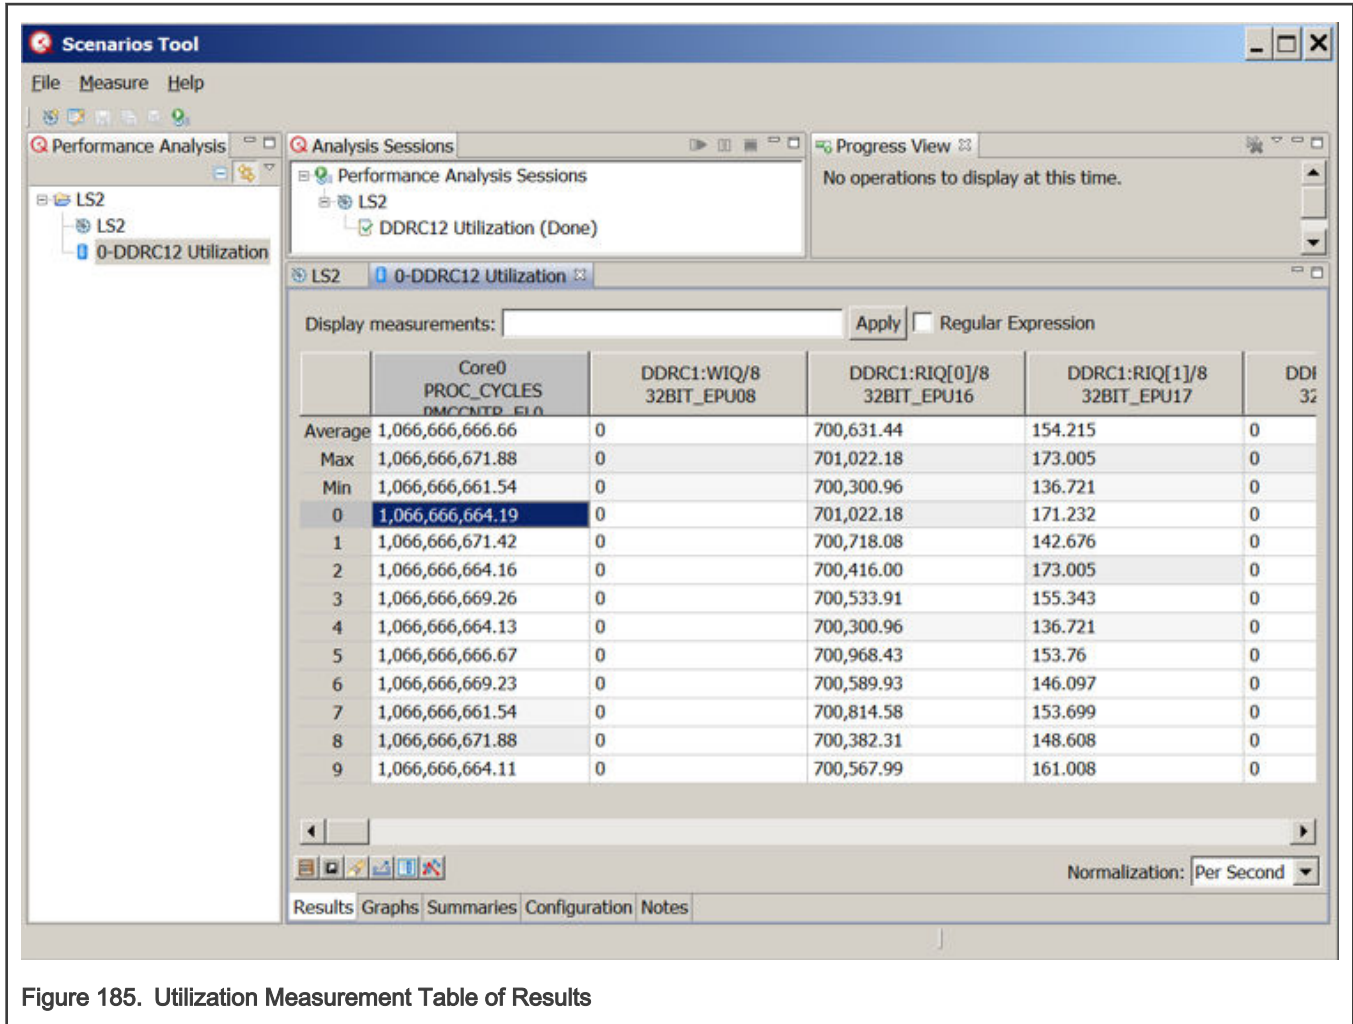 Scenarios Tool
File Measure Help
Performance Analysis
LS2
LS2
0-DDRC12 Utilization
Analysis Sessions
Performance Analysis Sessions
LS2
DDRC12 Utilization (Done)
Progress View
No operations to display at this time.
LS2 0-DDRC12 Utilization
Display measurements: Apply Regular Expression
Core0 PROC_CYCLES PMCCNTR_EL0
DDRC1:WIQ/8 32BIT_EPU08
DDRC1:RIQ[0]/8 32BIT_EPU16
DDRC1:RIQ[1]/8 32BIT_EPU17
Average 1,066,666,666.66 0 700,631.44 154.215 0
Max 1,066,666,671.88 0 701,022.18 173.005 0
Min 1,066,666,661.54 0 700,300.96 136.721 0
0 1,066,666,664.19 0 701,022.18 171.232 0
1 1,066,666,671.42 0 700,718.08 142.676 0
2 1,066,666,664.16 0 700,416.00 173.005 0
3 1,066,666,669.26 0 700,533.91 155.343 0
4 1,066,666,664.13 0 700,300.96 136.721 0
5 1,066,666,666.67 0 700,968.43 153.76 0
6 1,066,666,669.23 0 700,589.93 146.097 0
7 1,066,666,661.54 0 700,814.58 153.699 0
8 1,066,666,671.88 0 700,382.31 148.608 0
9 1,066,666,664.11 0 700,567.99 161.008 0
Normalization: Per Second
Results Graphs Summaries Configuration Notes
Figure 185. Utilization Measurement Table of Results